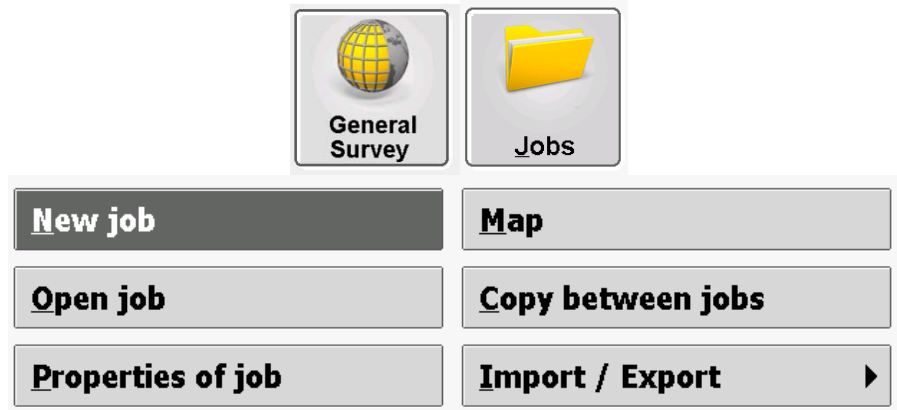 General
Survey
Jobs
New job
Map
Open job
Copy between jobs
Properties of job
Import / Export